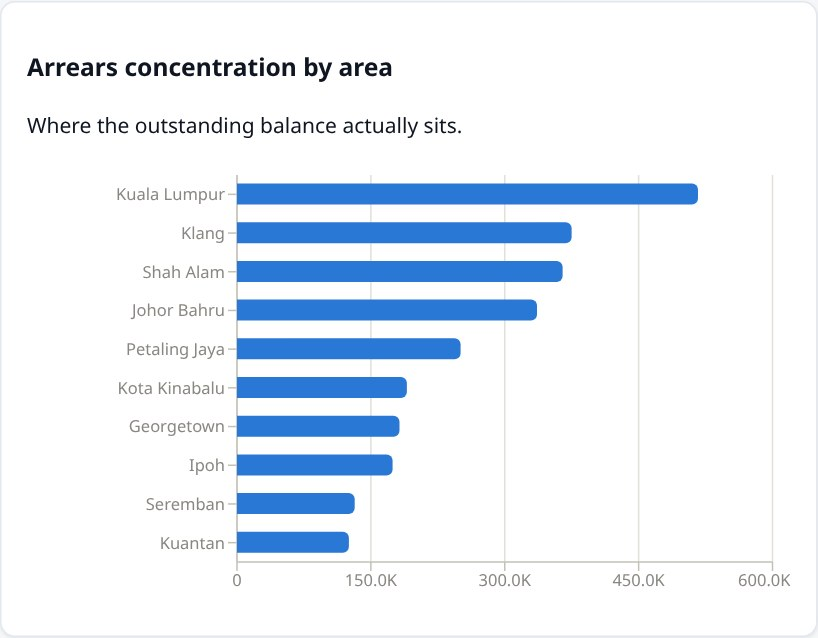 Arrears concentration by area
Where the outstanding balance actually sits.
Kuala Lumpur
Klang
Shah Alam
Johor Bahru
Petaling Jaya
Kota Kinabalu
Georgetown
Ipoh
Seremban
Kuantan
0 150.0K 300.0K 450.0K 600.0K